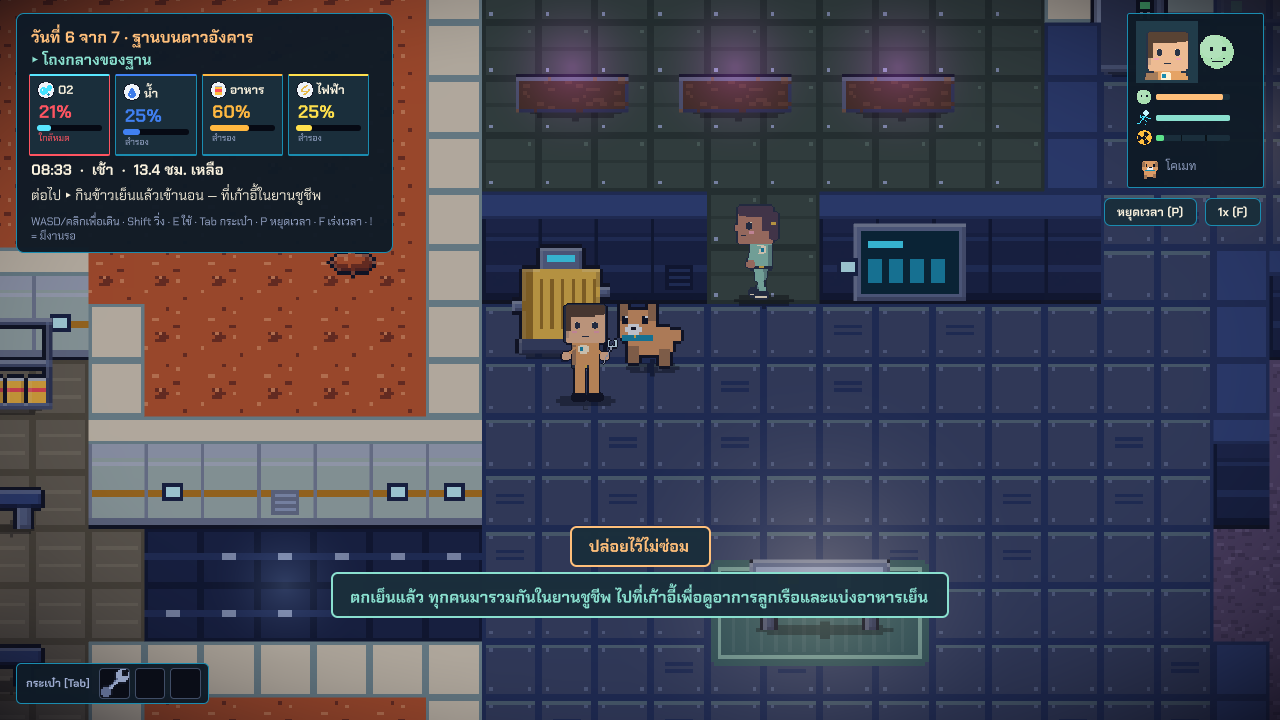 วันที่ 6 จาก 7 · ฐานบนดาวอังคาร
▸ โถงกลางของฐาน
O2
21%
ใกล้หมด
น้ำ
25%
สำรอง
อาหาร
60%
สำรอง
ไฟฟ้า
25%
สำรอง
08:33 · เช้า · 13.4 ชม. เหลือ
ต่อไป ▸ กินข้าวเย็นแล้วเข้านอน — ที่เก้าอี้ในยานชูชีพ
WASD/คลิกเพื่อเดิน · Shift วิ่ง · E ใช้ · Tab กระเป๋า · P หยุดเวลา · F เร่งเวลา · !
= มีงานรอ
โคเมท
หยุดเวลา (P)
1x (F)
ปล่อยไว้ไม่ซ่อม
ตกเย็นแล้ว ทุกคนมารวมกันในยานชูชีพ ไปที่เก้าอี้เพื่อดูอาการลูกเรือและแบ่งอาหารเย็น
กระเป๋า [Tab]